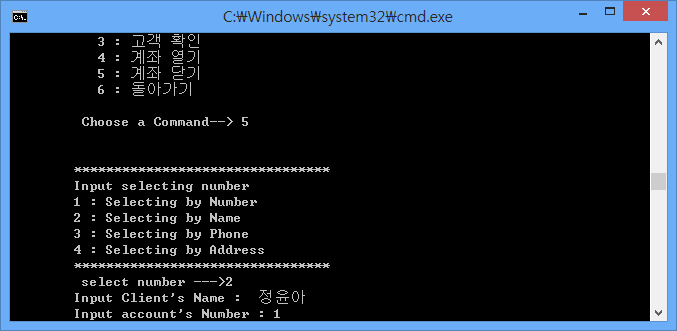 C:₩Windows₩system32₩cmd.exe
3 : 고객 확인
4 : 계좌 열기
5 : 계좌 닫기
6 : 돌아가기
Choose a Command--> 5
********************************
Input selecting number
1 : Selecting by Number
2 : Selecting by Name
3 : Selecting by Phone
4 : Selecting by Address
********************************
select number --->2
Input Client's Name :  정윤아
Input account's Number : 1